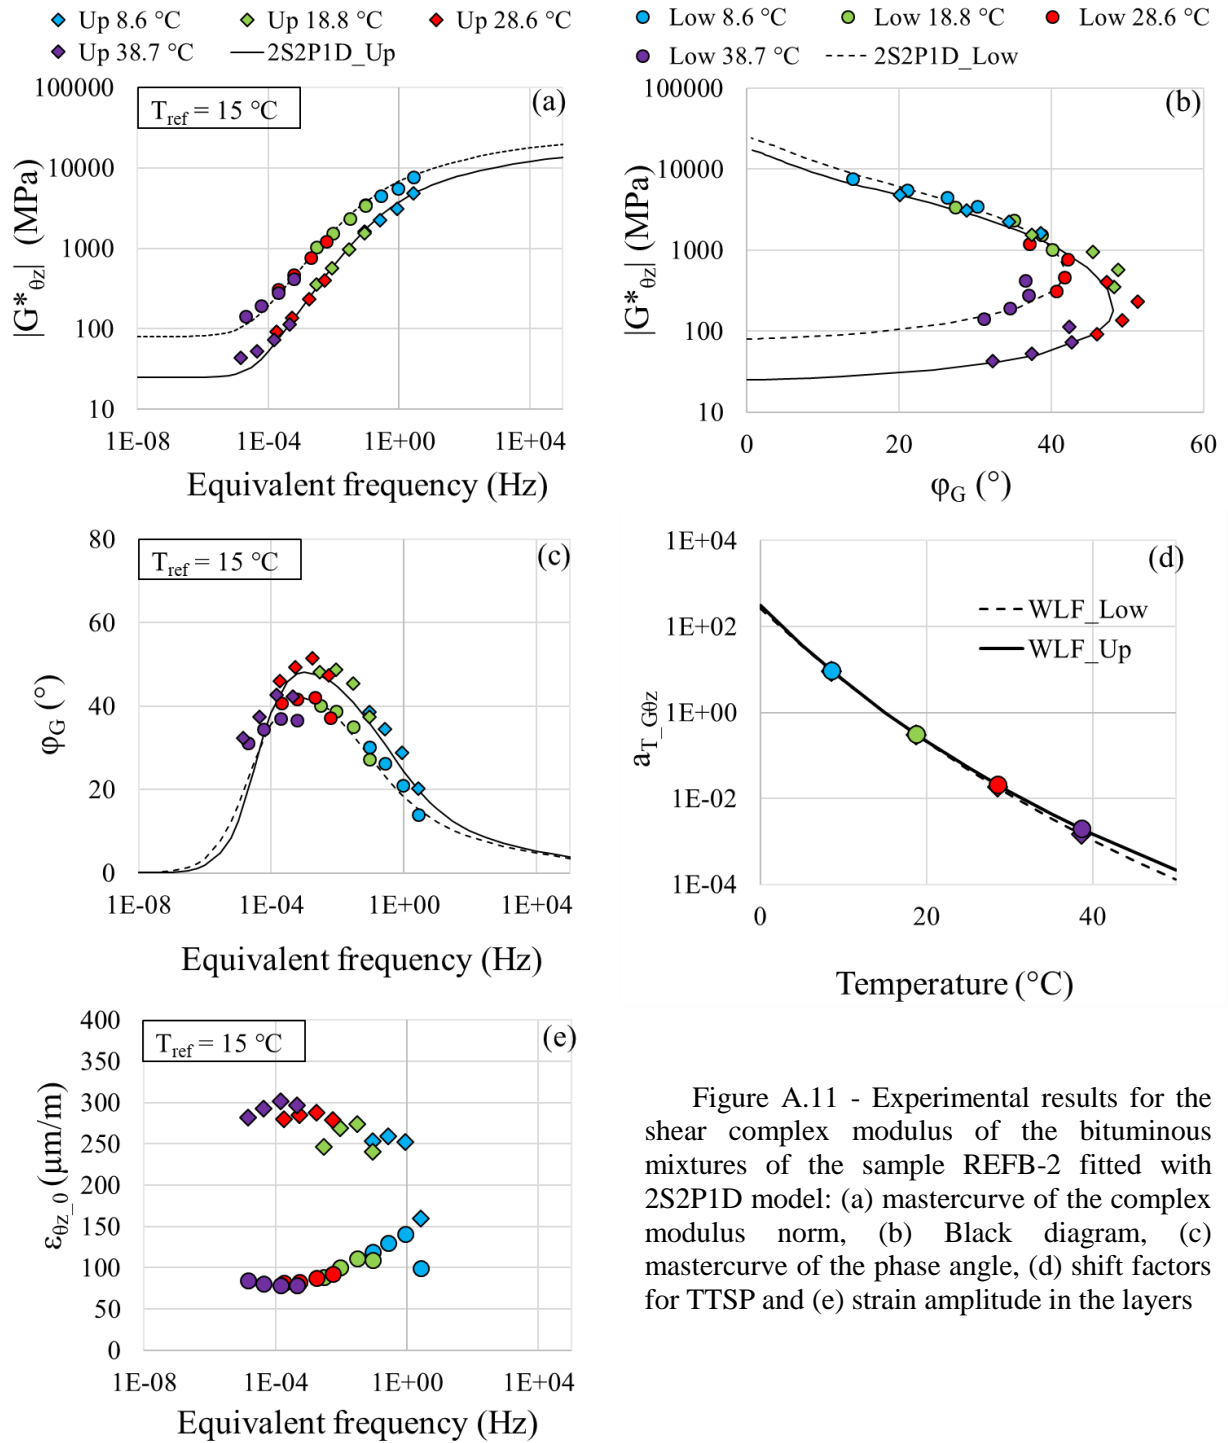 Up 8.6 °C Up 18.8 °C Up 28.6 °C
Up 38.7 °C 2S2P1D_Up
Low 8.6 °C Low 18.8 °C Low 28.6 °C
Low 38.7 °C 2S2P1D_Low
(a)
T_ref = 15 °C
|G*_θz| (MPa)
100000
10000
1000
100
10
1E-08 1E-04 1E+00 1E+04
Equivalent frequency (Hz)
(b)
|G*_θz| (MPa)
100000
10000
1000
100
10
0 20 40 60
φ_G (°)
(c)
T_ref = 15 °C
φ_G (°)
80
60
40
20
0
1E-08 1E-04 1E+00 1E+04
Equivalent frequency (Hz)
(d)
a_T_Gθz
1E+04
1E+02
1E+00
1E-02
1E-04
WLF_Low
WLF_Up
0 20 40
Temperature (°C)
(e)
T_ref = 15 °C
ε_θz_0 (μm/m)
400
350
300
250
200
150
100
50
0
1E-08 1E-04 1E+00 1E+04
Equivalent frequency (Hz)
Figure A.11 - Experimental results for the
shear complex modulus of the bituminous
mixtures of the sample REFB-2 fitted with
2S2P1D model: (a) mastercurve of the complex
modulus norm, (b) Black diagram, (c)
mastercurve of the phase angle, (d) shift factors
for TTSP and (e) strain amplitude in the layers